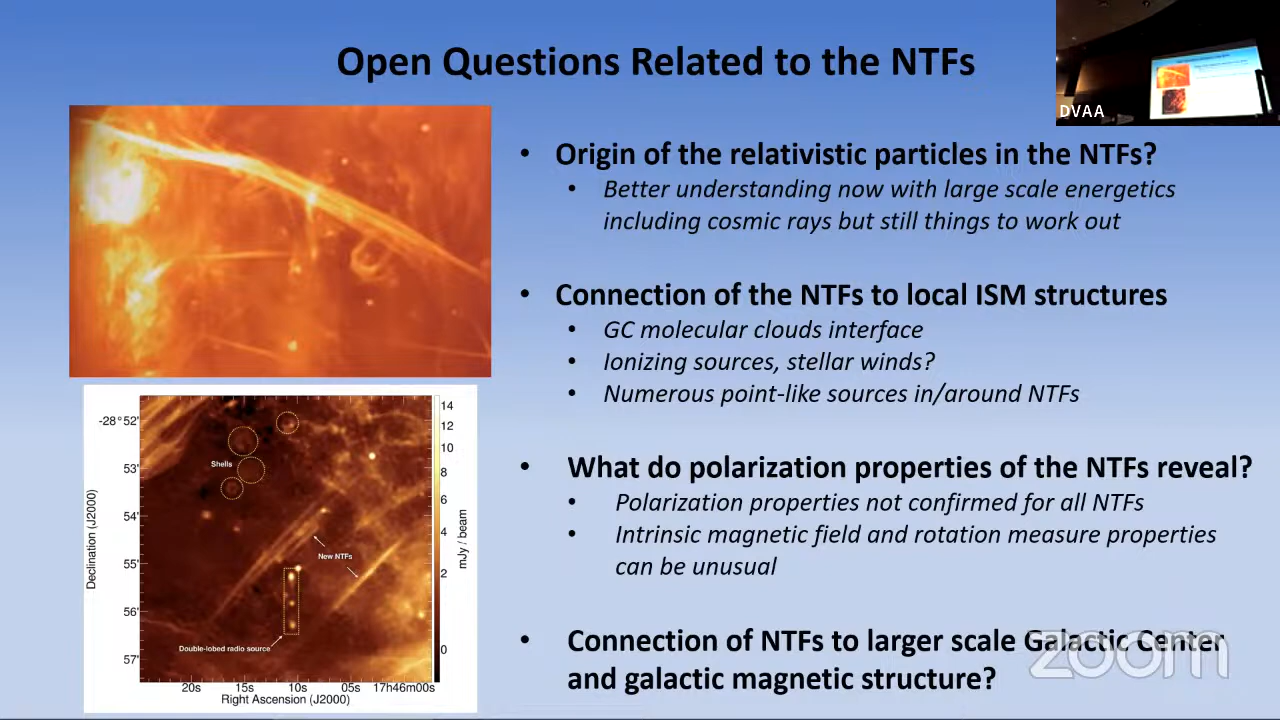 Open Questions Related to the NTFs
DVAA
• Origin of the relativistic particles in the NTFs?
• Better understanding now with large scale energetics
including cosmic rays but still things to work out
• Connection of the NTFs to local ISM structures
• GC molecular clouds interface
• Ionizing sources, stellar winds?
• Numerous point-like sources in/around NTFs
• What do polarization properties of the NTFs reveal?
• Polarization properties not confirmed for all NTFs
• Intrinsic magnetic field and rotation measure properties
can be unusual
• Connection of NTFs to larger scale Galactic Center
and galactic magnetic structure?
zoom
-28°52'
53'
54'
55'
56'
57'
Declination (J2000)
Shells
New NTFs
Double-lobed radio source
20s 15s 10s 05s 17h46m00s
Right Ascension (J2000)
14
12
10
8
6
4
2
0
mJy / beam